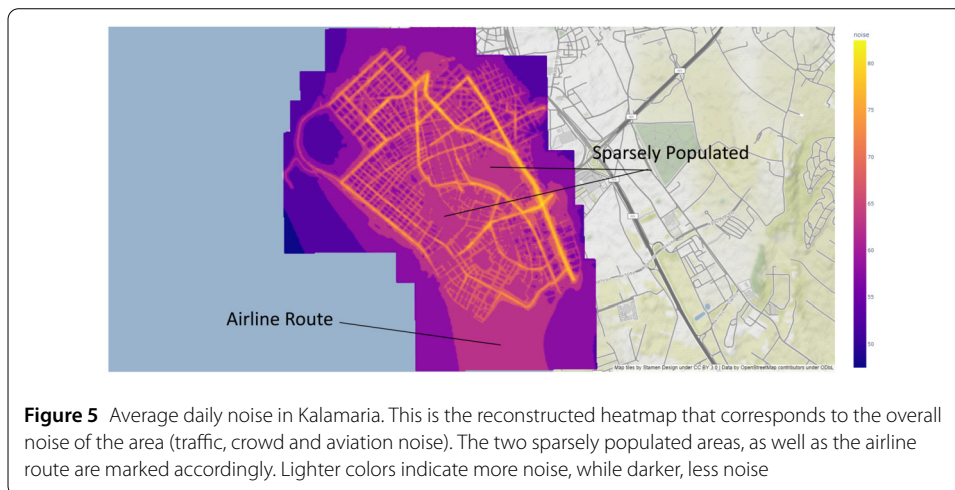 noise
80
75
70
65
60
55
50
Sparsely Populated
Airline Route
Map tiles by Stamen Design under CC BY 3.0 | Data by OpenStreetMap contributors under ODbL
Figure 5 Average daily noise in Kalamaria. This is the reconstructed heatmap that corresponds to the overall
noise of the area (traffic, crowd and aviation noise). The two sparsely populated areas, as well as the airline
route are marked accordingly. Lighter colors indicate more noise, while darker, less noise